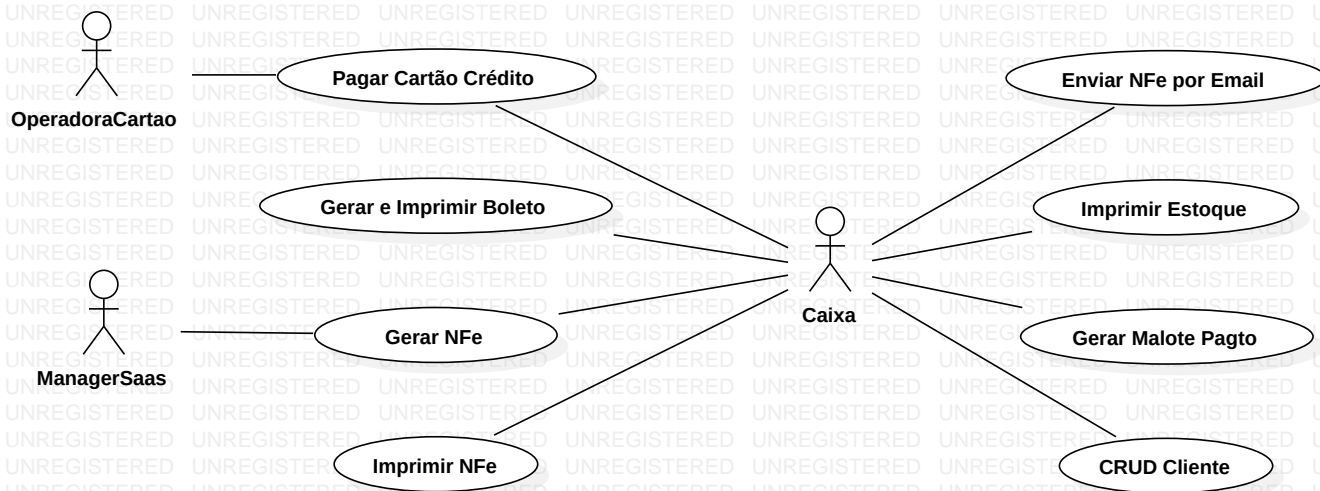 OperadoraCartao
Pagar Cartão Crédito
Enviar NFe por Email
Gerar e Imprimir Boleto
Imprimir Estoque
Caixa
ManagerSaas
Gerar NFe
Gerar Malote Pagto
Imprimir NFe
CRUD Cliente
UNREGISTERED